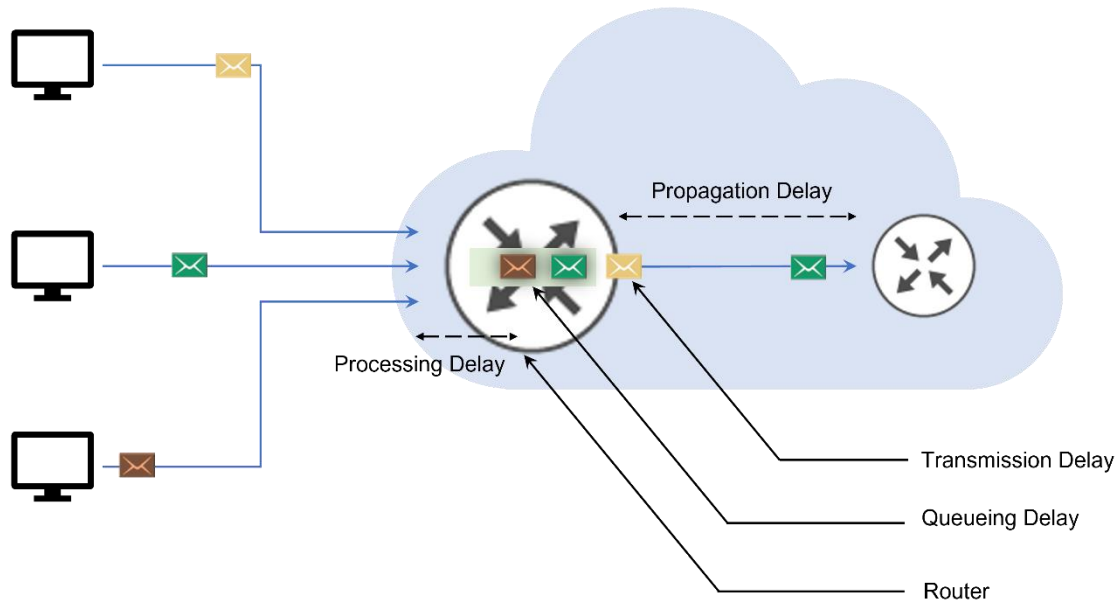 Propagation Delay
Processing Delay
Transmission Delay
Queueing Delay
Router